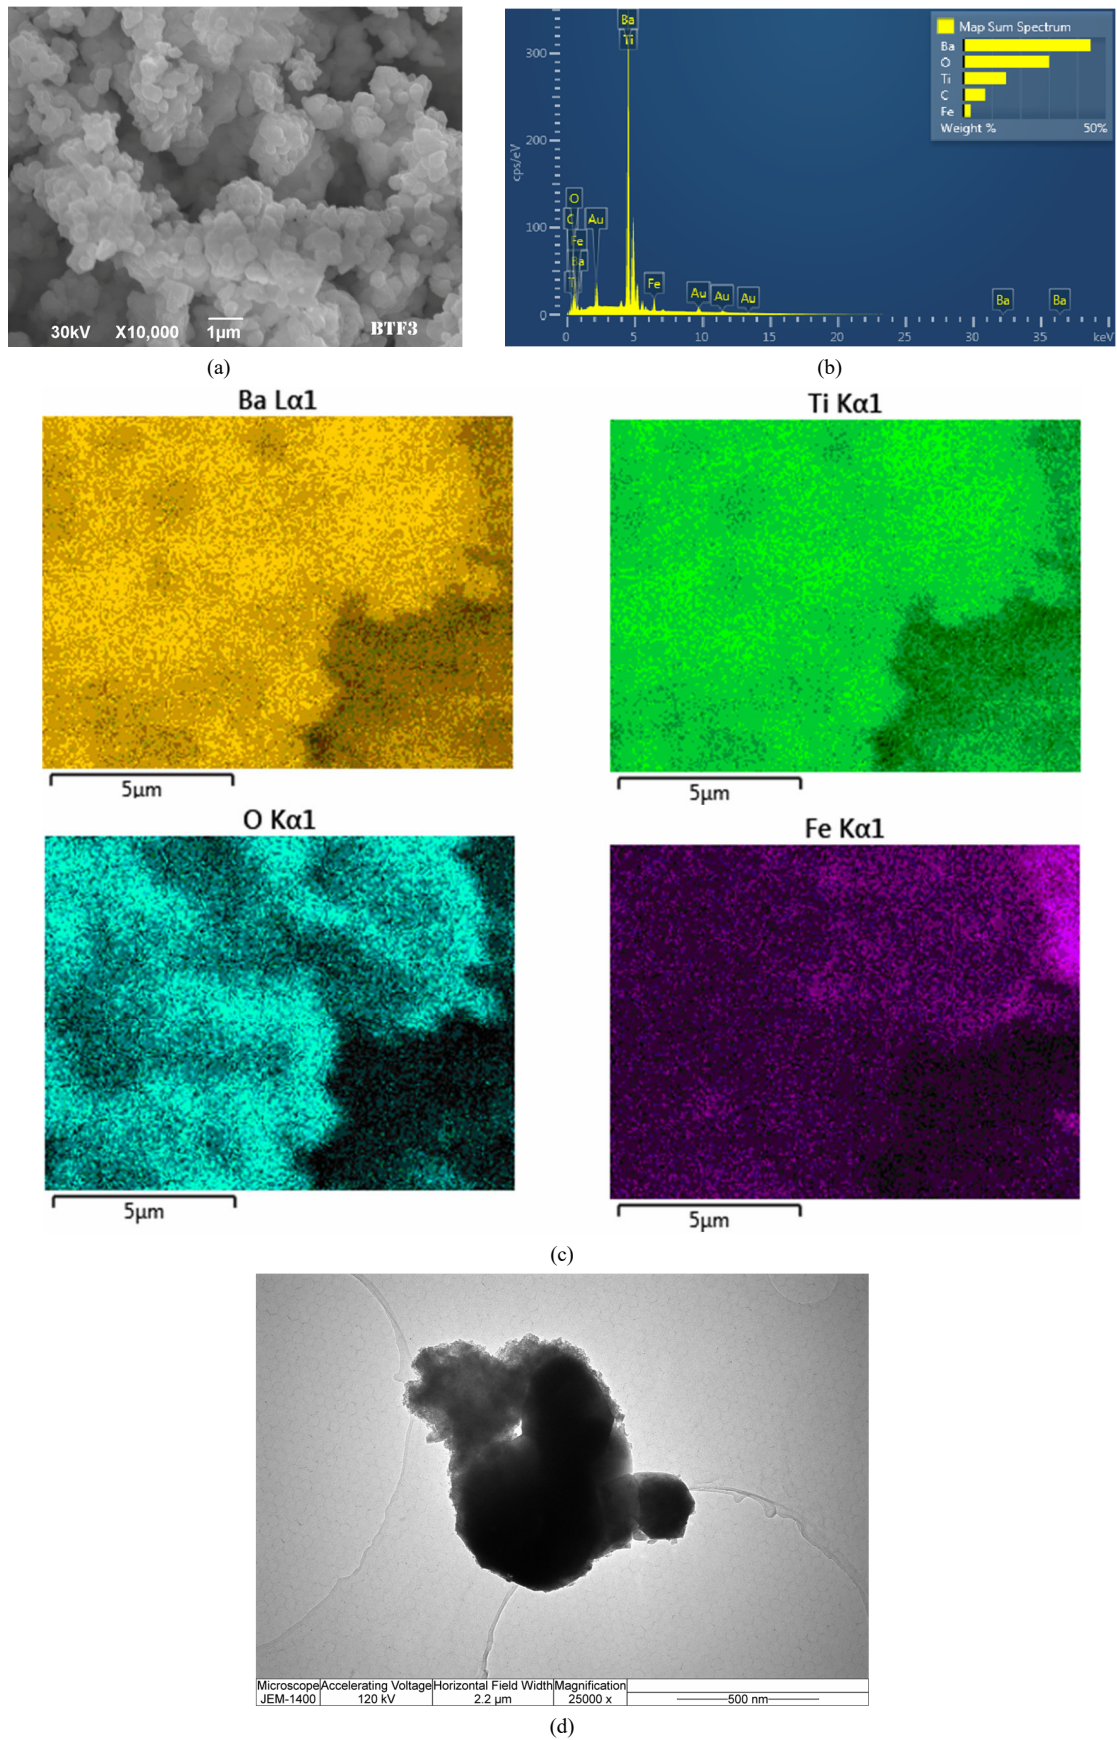 30kV X10,000 1μm BTF3
(a)
Map Sum Spectrum
Ba
O
Ti
C
Fe
Weight % 50%
cps/eV
300
200
100
0
Ba
Ti
O
C
Au
Fe
Ba
Ti
Fe
Au
Au
Au
Ba
Ba
0 5 10 15 20 25 30 35 keV
(b)
Ba Lα1
5μm
Ti Kα1
5μm
O Kα1
5μm
Fe Kα1
5μm
(c)
Microscope Accelerating Voltage Horizontal Field Width Magnification
JEM-1400 120 kV 2.2 μm 25000 x 500 nm
(d)